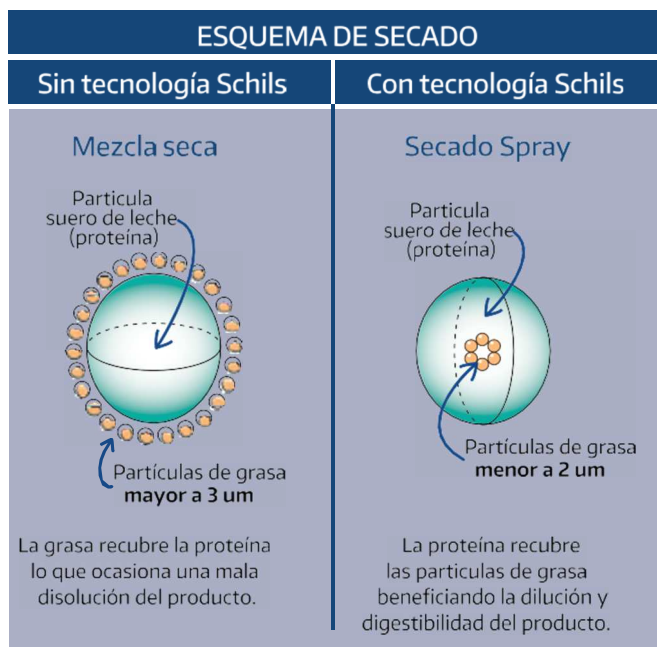 ESQUEMA DE SECADO
Sin tecnología Schils
Mezcla seca
Particula
suero de leche
(proteína)
Partículas de grasa
mayor a 3 um
La grasa recubre la proteína
lo que ocasiona una mala
disolución del producto.
Con tecnología Schils
Secado Spray
Particula
suero de leche
(proteína)
Partículas de grasa
menor a 2 um
La proteína recubre
las particulas de grasa
beneficiando la dilución y
digestibilidad del producto.